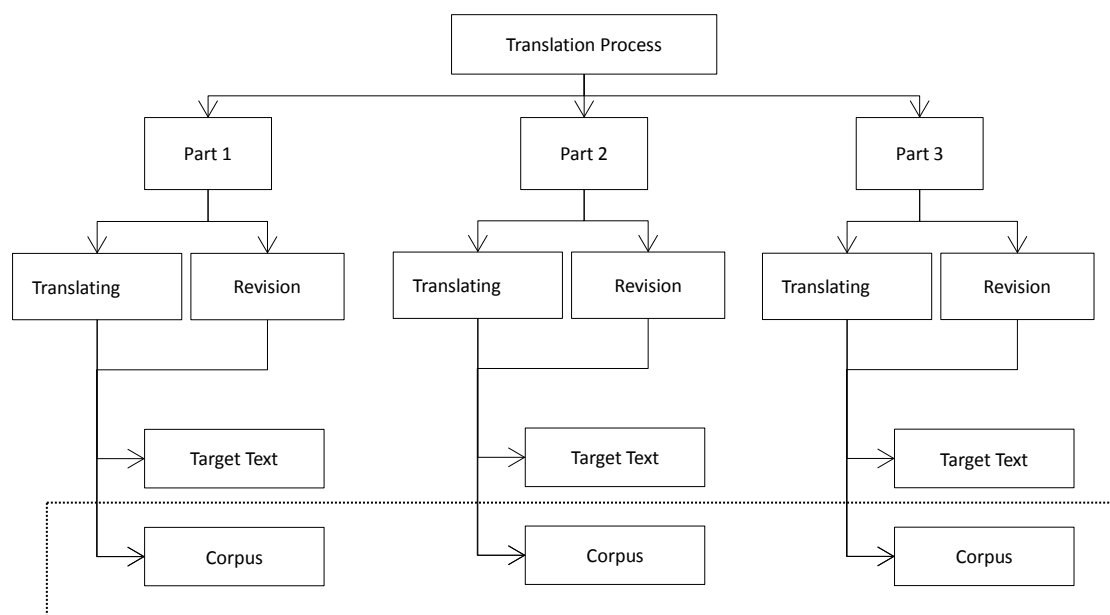 Translation Process
Part 1
Part 2
Part 3
Translating
Revision
Translating
Revision
Translating
Revision
Target Text
Target Text
Target Text
Corpus
Corpus
Corpus